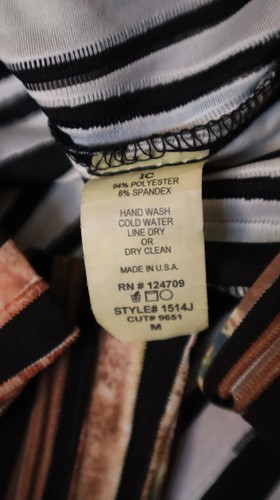 IC
94% POLYESTER
6% SPANDEX
HAND WASH
COLD WATER
LINE DRY
OR
DRY CLEAN
MADE IN U.S.A.
RN # 124709
STYLE# 1514J
CUT# 9651
M